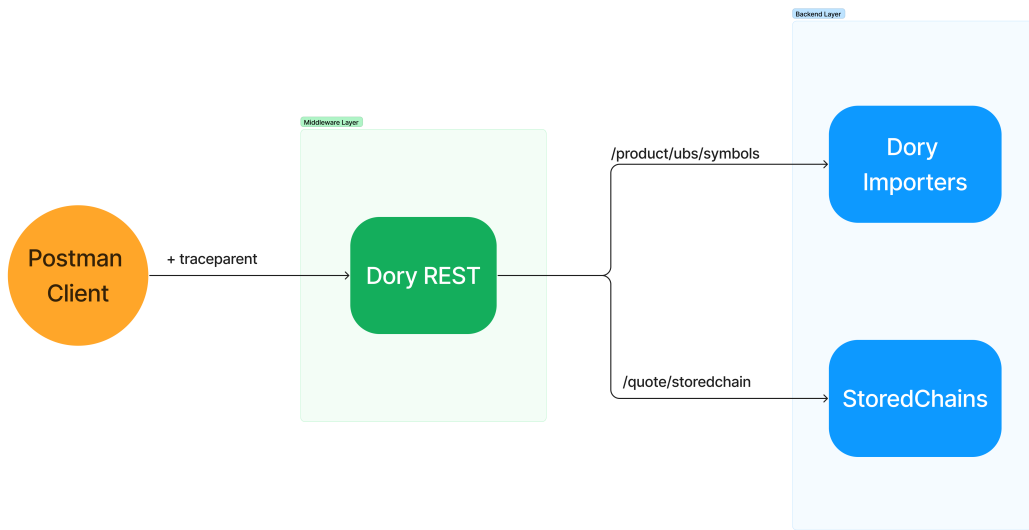 Backend Layer
Middleware Layer
Dory
Importers
/product/ubs/symbols
Postman
Client
+ traceparent
Dory REST
/quote/storedchain
StoredChains